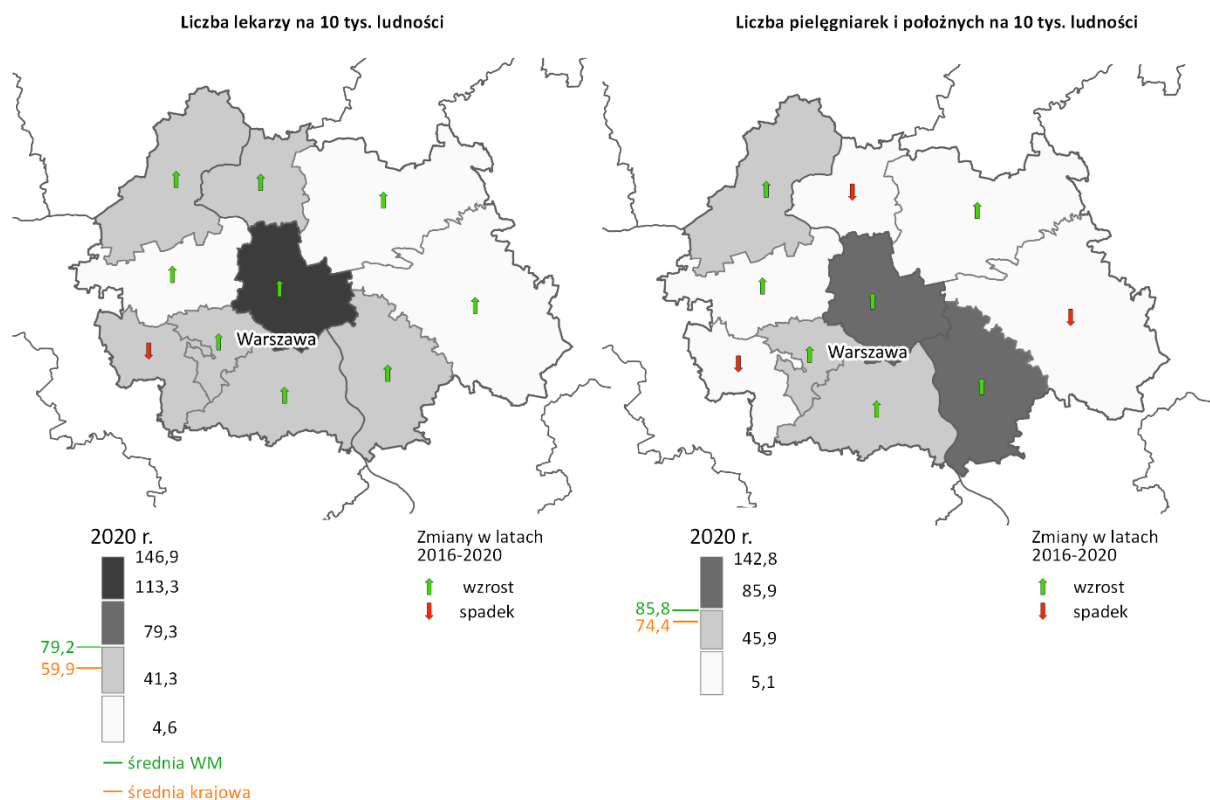 Liczba lekarzy na 10 tys. ludności
Warszawa
2020 r.
146,9
113,3
79,3
79,2
59,9
41,3
4,6
średnia WM
średnia krajowa
Zmiany w latach
2016-2020
wzrost
spadek
Liczba pielęgniarek i położnych na 10 tys. ludności
Warszawa
2020 r.
142,8
85,9
85,8
74,4
45,9
5,1
Zmiany w latach
2016-2020
wzrost
spadek